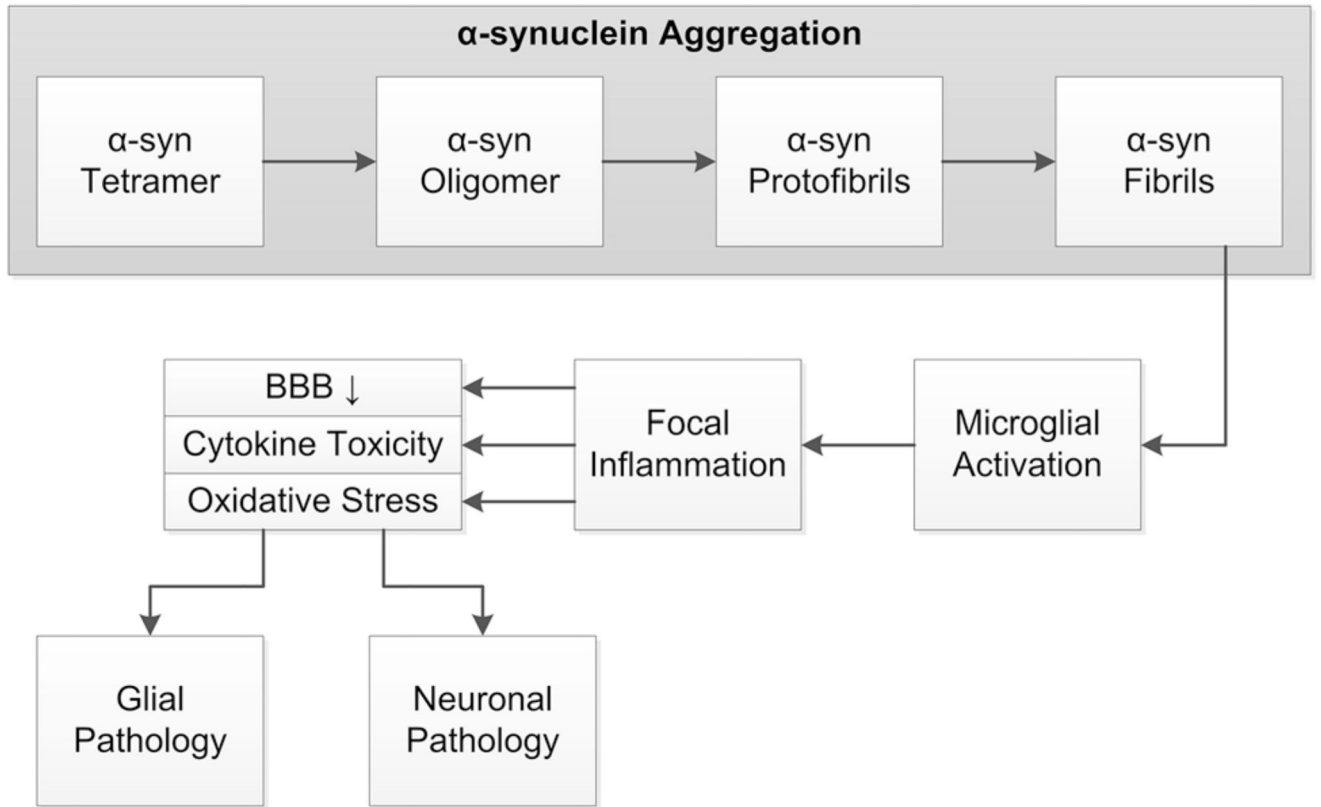 α-synuclein Aggregation
α-syn
Tetramer
α-syn
Oligomer
α-syn
Protofibrils
α-syn
Fibrils
BBB ↓
Cytokine Toxicity
Oxidative Stress
Focal
Inflammation
Microglial
Activation
Glial
Pathology
Neuronal
Pathology